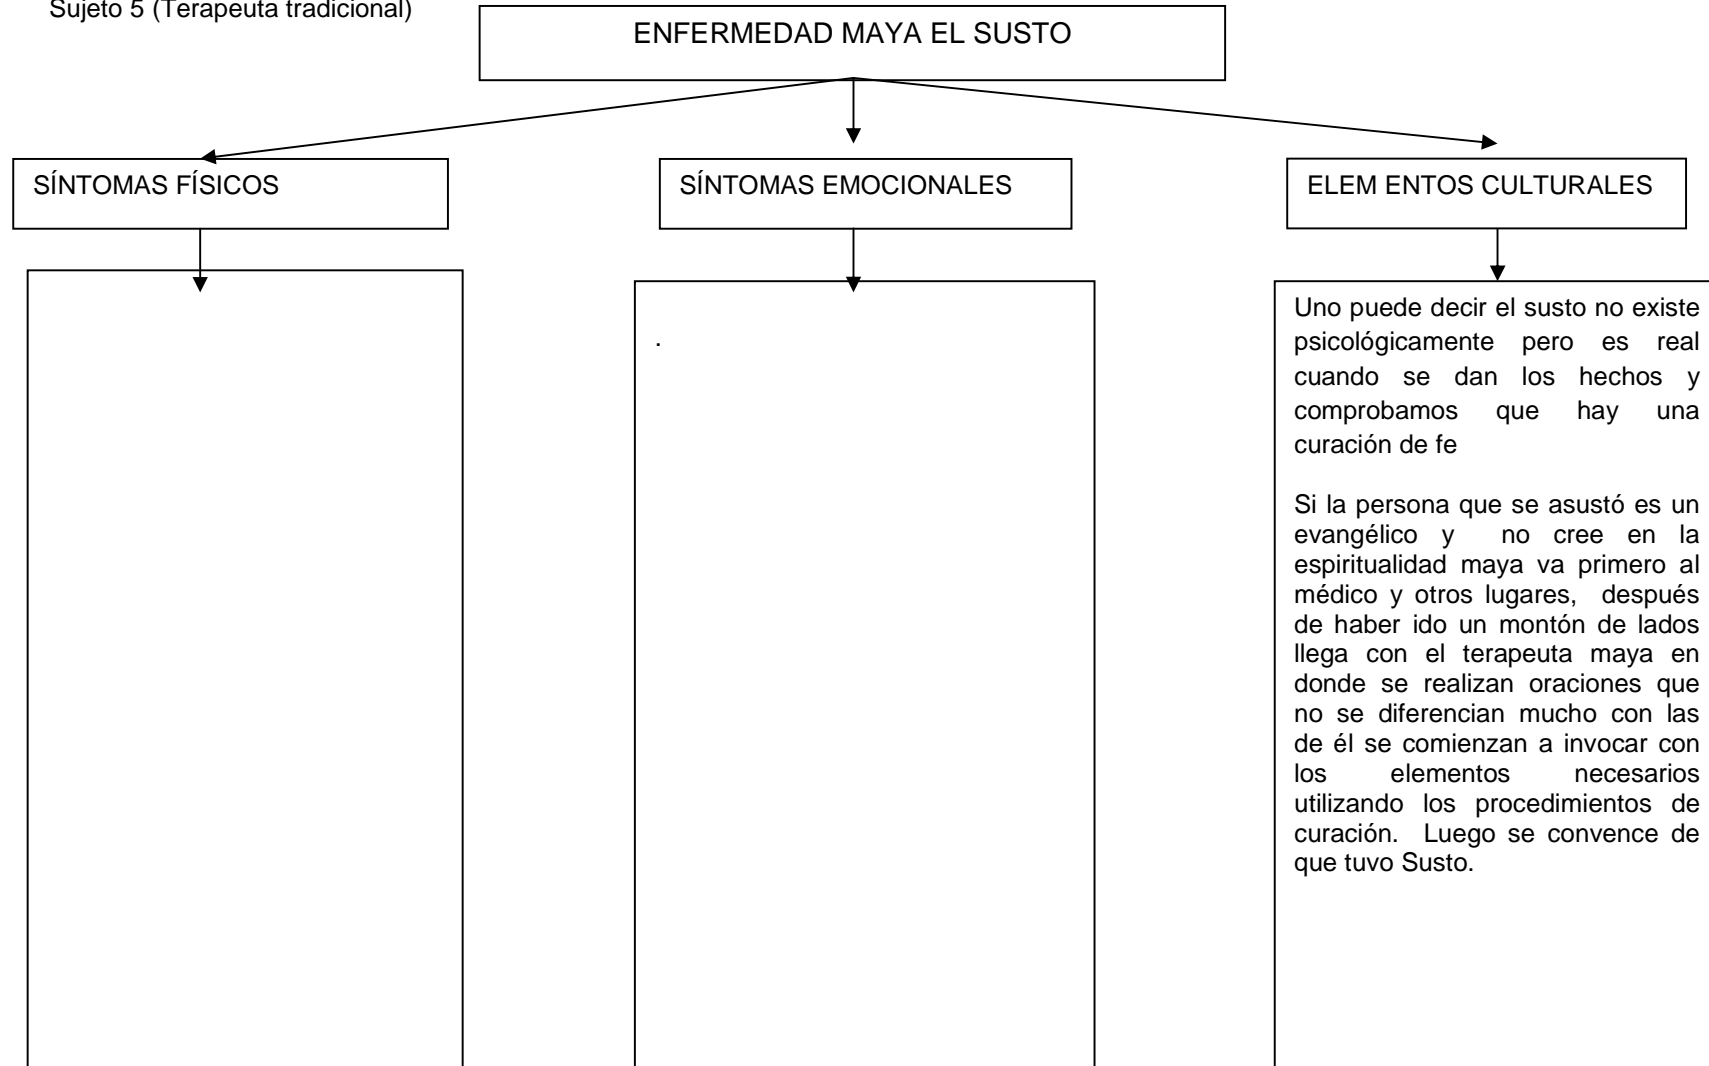 Sujeto 5 (Terapeuta tradicional)
ENFERMEDAD MAYA EL SUSTO
SÍNTOMAS FÍSICOS
SÍNTOMAS EMOCIONALES
ELEM ENTOS CULTURALES
.
Uno puede decir el susto no existe
psicológicamente pero es real
cuando se dan los hechos y
comprobamos que hay una
curación de fe
Si la persona que se asustó es un
evangélico y no cree en la
espiritualidad maya va primero al
médico y otros lugares, después
de haber ido un montón de lados
llega con el terapeuta maya en
donde se realizan oraciones que
no se diferencian mucho con las
de él se comienzan a invocar con
los elementos necesarios
utilizando los procedimientos de
curación. Luego se convence de
que tuvo Susto.